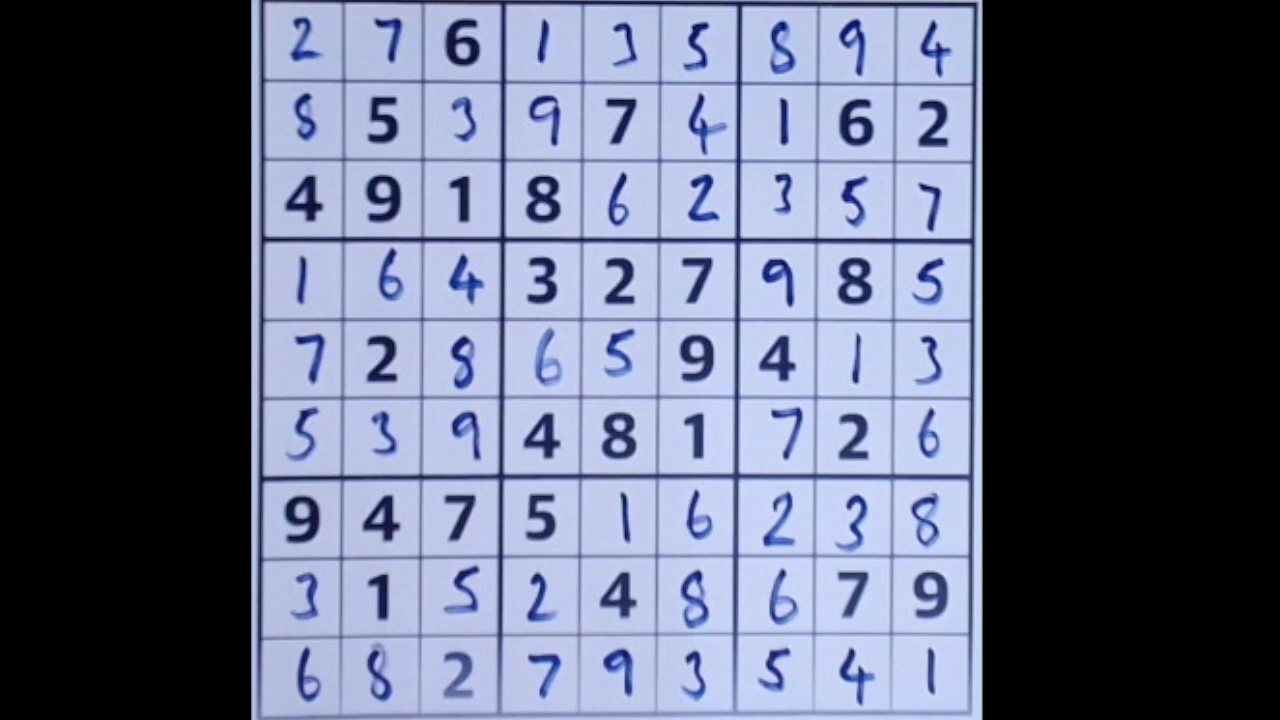 2 7 6 1 3 5 8 9 4
8 5 3 9 7 4 1 6 2
4 9 1 8 6 2 3 5 7
1 6 4 3 2 7 9 8 5
7 2 8 6 5 9 4 1 3
5 3 9 4 8 1 7 2 6
9 4 7 5 1 6 2 3 8
3 1 5 2 4 8 6 7 9
6 8 2 7 9 3 5 4 1